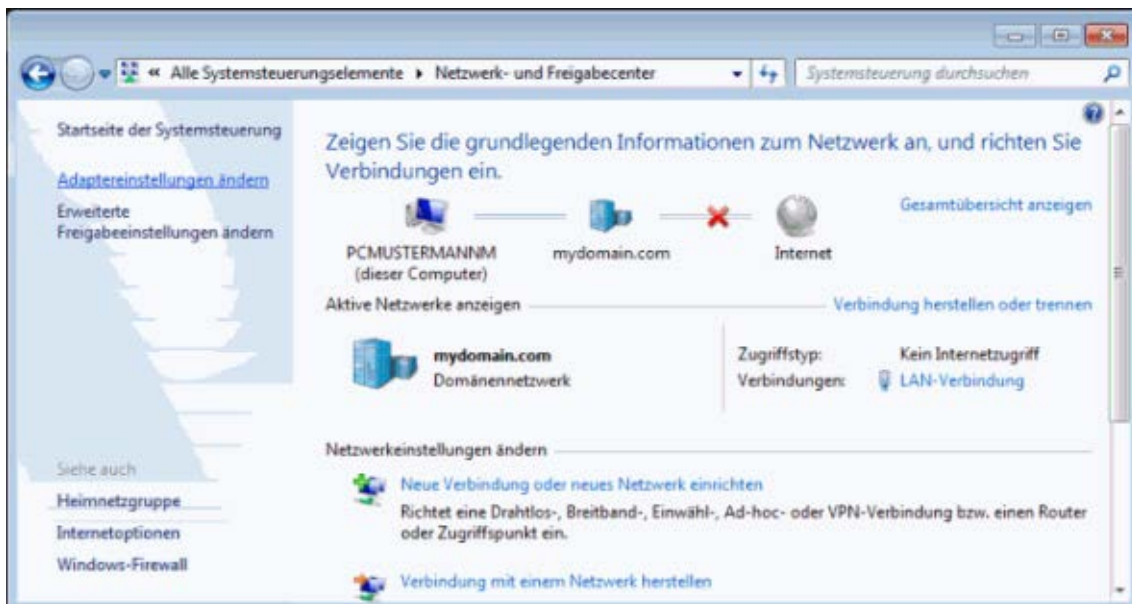 « Alle Systemsteuerungselemente ▸ Netzwerk- und Freigabecenter
Systemsteuerung durchsuchen
Startseite der Systemsteuerung
Adaptereinstellungen ändern
Erweiterte
Freigabeeinstellungen ändern
Zeigen Sie die grundlegenden Informationen zum Netzwerk an, und richten Sie
Verbindungen ein.
Gesamtübersicht anzeigen
PCMUSTERMANNM
(dieser Computer)
mydomain.com
Internet
Aktive Netzwerke anzeigen
Verbindung herstellen oder trennen
mydomain.com
Domänennetzwerk
Zugriffstyp: Kein Internetzugriff
Verbindungen: LAN-Verbindung
Netzwerkeinstellungen ändern
Neue Verbindung oder neues Netzwerk einrichten
Richtet eine Drahtlos-, Breitband-, Einwähl-, Ad-hoc- oder VPN-Verbindung bzw. einen Router
oder Zugriffspunkt ein.
Verbindung mit einem Netzwerk herstellen
Siehe auch
Heimnetzgruppe
Internetoptionen
Windows-Firewall